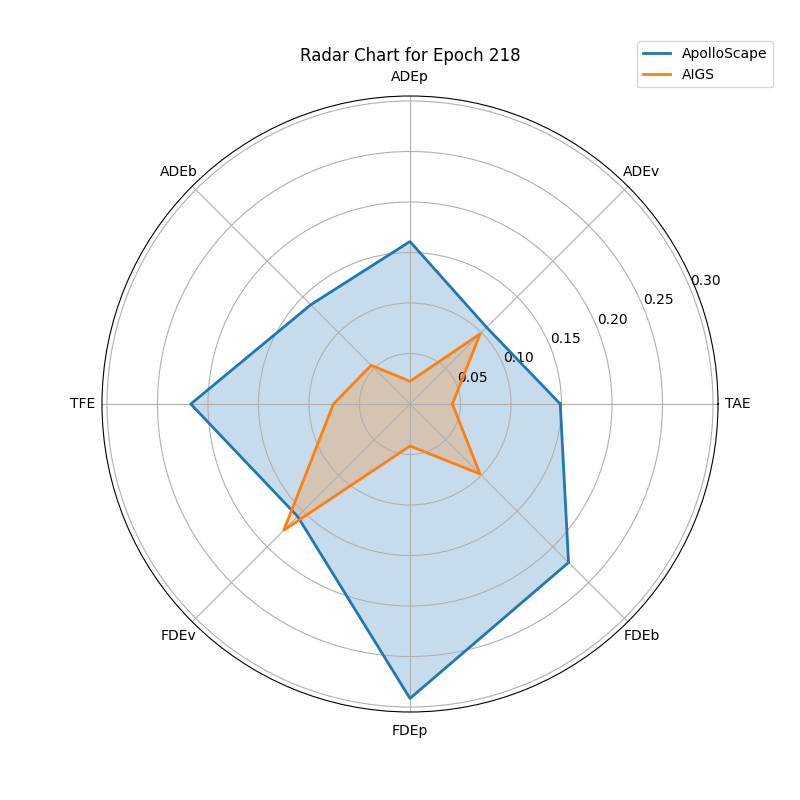 Radar Chart for Epoch 218
ApolloScape
AIGS
ADEp
ADEb
ADEv
0.30
0.25
0.20
0.15
0.10
0.05
TFE
TAE
FDEv
FDEb
FDEp